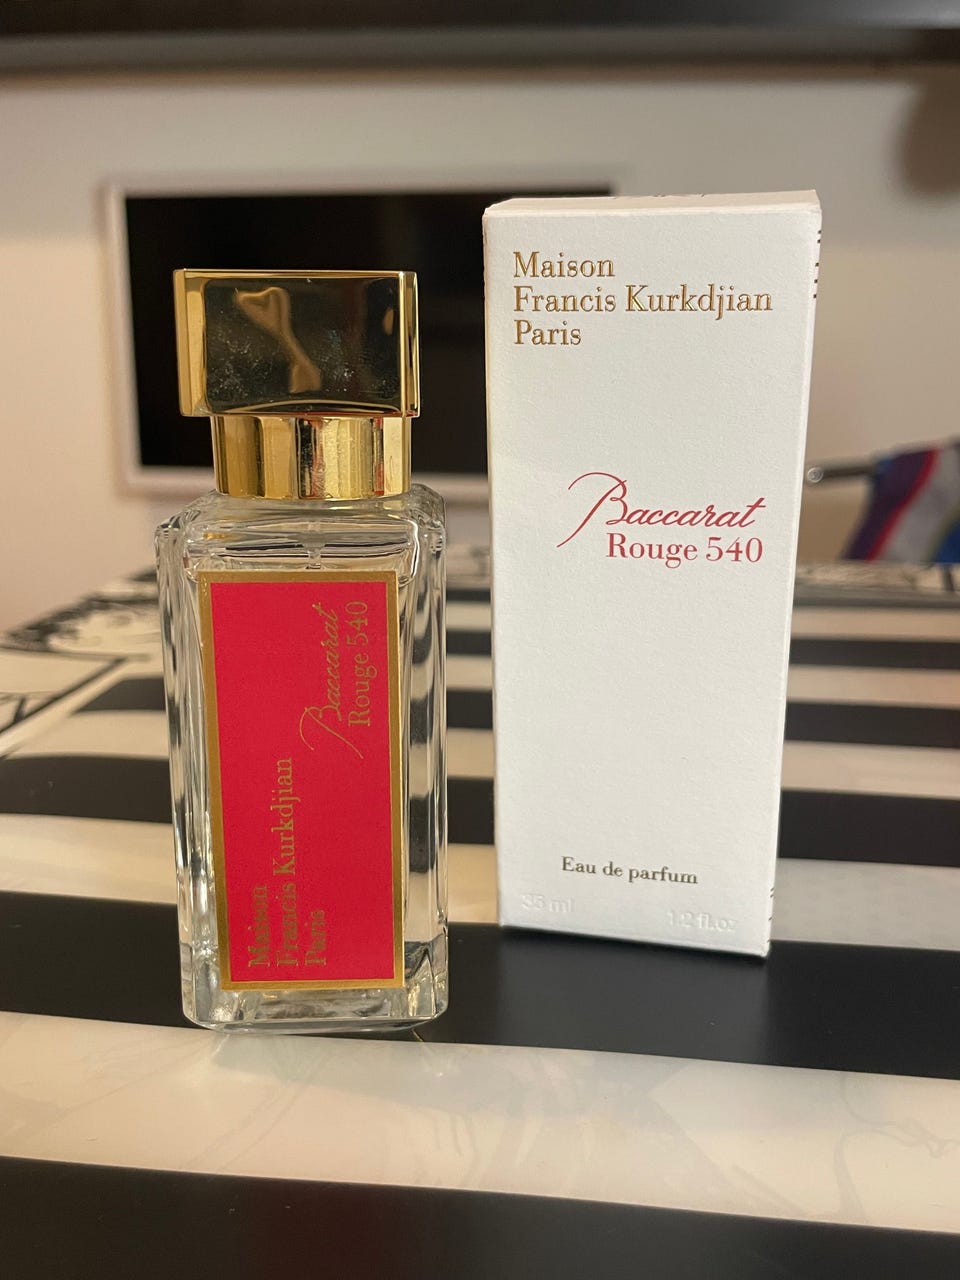 Maison
Francis Kurkdjian
Paris
Baccarat
Rouge 540
Maison
Francis Kurkdjian
Paris
Baccarat
Rouge 540
Eau de parfum
35 ml
1.2 fl.oz